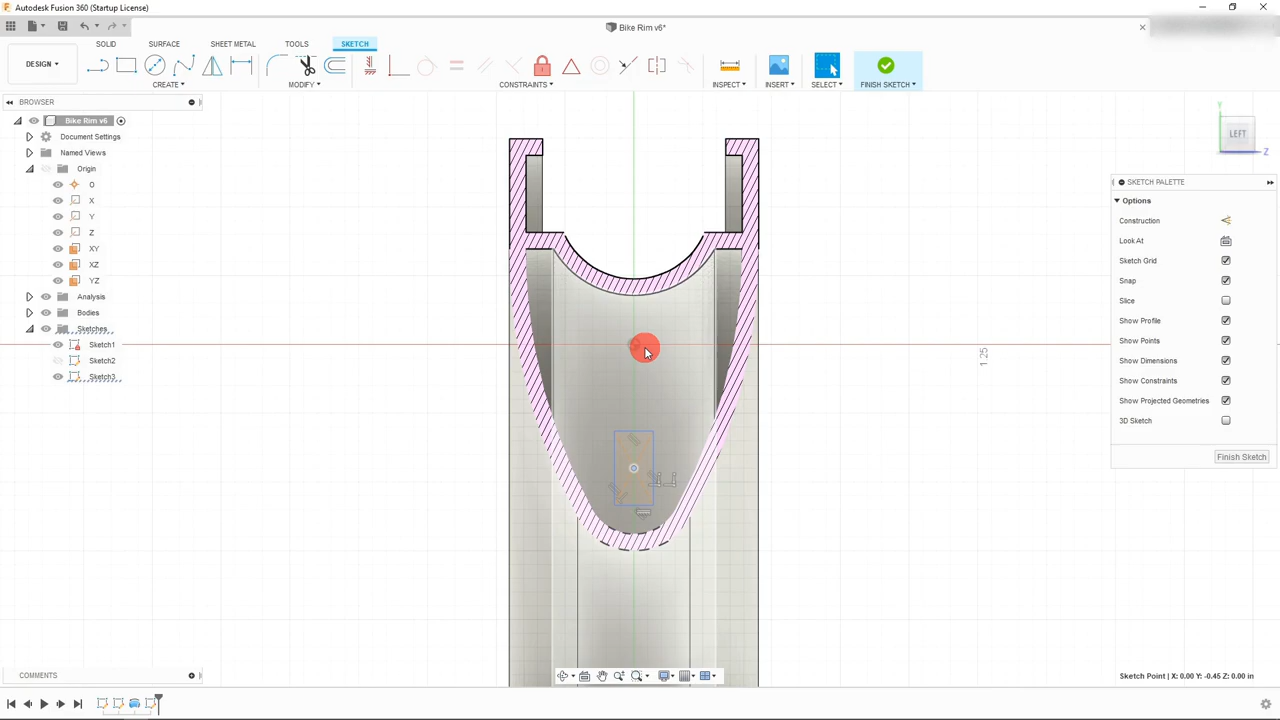 Autodesk Fusion 360 (Startup License)
Bike Rim v6*
DESIGN
SOLID SURFACE SHEET METAL TOOLS SKETCH
CREATE MODIFY CONSTRAINTS INSPECT INSERT SELECT FINISH SKETCH
BROWSER
Bike Rim v6
Document Settings
Named Views
Origin
O
X
Y
Z
XY
XZ
YZ
Analysis
Bodies
Sketches
Sketch1
Sketch2
Sketch3
1.25
Y
LEFT
Z
SKETCH PALETTE
Options
Construction
Look At
Sketch Grid
Snap
Slice
Show Profile
Show Points
Show Dimensions
Show Constraints
Show Projected Geometries
3D Sketch
Finish Sketch
COMMENTS
Sketch Point | X: 0.00 Y: -0.45 Z: 0.00 in